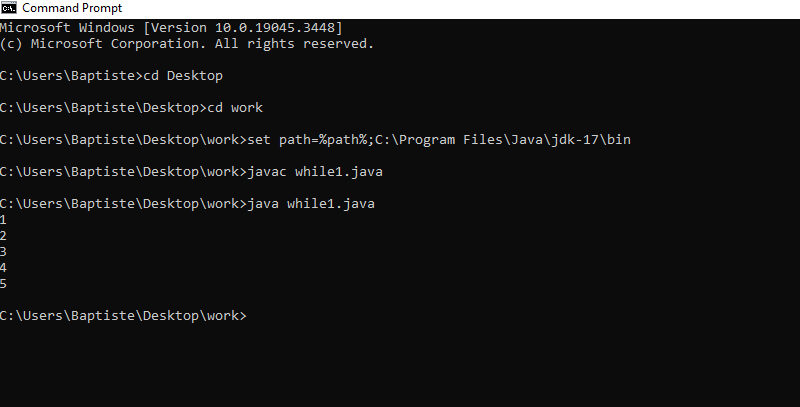 Command Prompt
Microsoft Windows [Version 10.0.19045.3448]
(c) Microsoft Corporation. All rights reserved.
C:\Users\Baptiste>cd Desktop
C:\Users\Baptiste\Desktop>cd work
C:\Users\Baptiste\Desktop\work>set path=%path%;C:\Program Files\Java\jdk-17\bin
C:\Users\Baptiste\Desktop\work>javac while1.java
C:\Users\Baptiste\Desktop\work>java while1.java
1
2
3
4
5
C:\Users\Baptiste\Desktop\work>